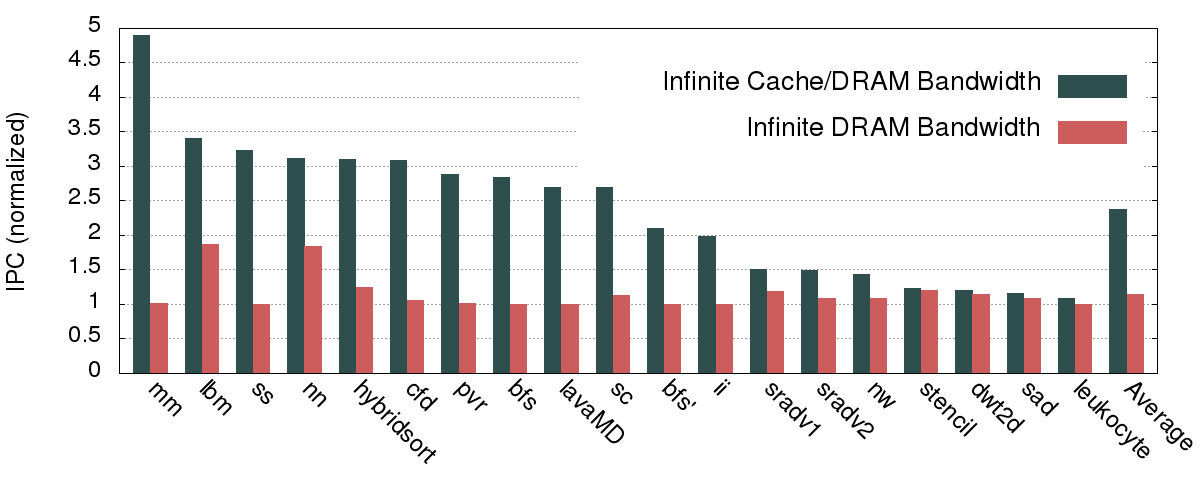 5
4.5
4
3.5
3
2.5
2
1.5
1
0.5
0
IPC (normalized)
Infinite Cache/DRAM Bandwidth
Infinite DRAM Bandwidth
mm
lbm
ss
nn
hybridsort
cfd
pvr
bfs
lavaMD
sc
bfs'
ii
sradv1
sradv2
nw
stencil
dwt2d
sad
leukocyte
Average